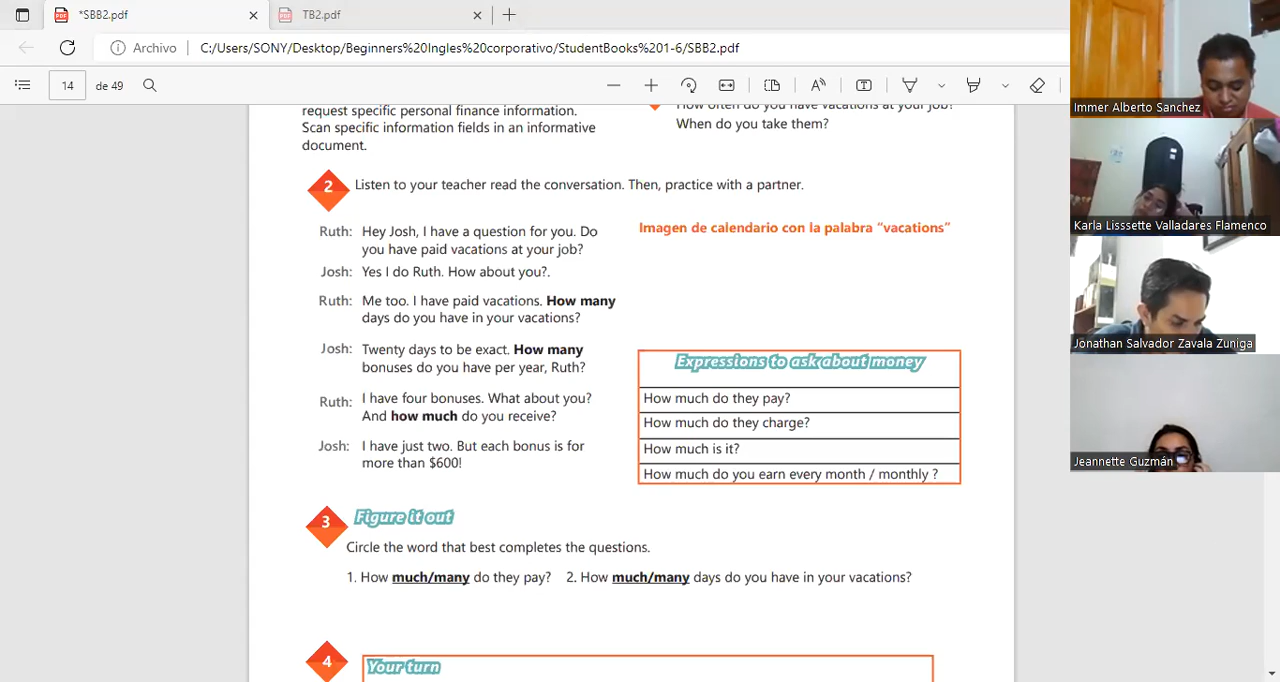 *SBB2.pdf
TB2.pdf
Archivo
C:/Users/SONY/Desktop/Beginners%20Ingles%20corporativo/StudentBooks%201-6/SBB2.pdf
14
de 49
request specific personal finance information.
Scan specific information fields in an informative
document.
How often do you have vacations at your job?
When do you take them?
2
Listen to your teacher read the conversation. Then, practice with a partner.
Ruth: Hey Josh, I have a question for you. Do
you have paid vacations at your job?
Josh: Yes I do Ruth. How about you?.
Ruth: Me too. I have paid vacations. How many
days do you have in your vacations?
Josh: Twenty days to be exact. How many
bonuses do you have per year, Ruth?
Ruth: I have four bonuses. What about you?
And how much do you receive?
Josh: I have just two. But each bonus is for
more than $600!
Imagen de calendario con la palabra “vacations”
Expressions to ask about money
How much do they pay?
How much do they charge?
How much is it?
How much do you earn every month / monthly ?
3
Figure it out
Circle the word that best completes the questions.
1. How much/many do they pay? 2. How much/many days do you have in your vacations?
4
Your turn
Immer Alberto Sanchez
Karla Lisssette Valladares Flamenco
Jonathan Salvador Zavala Zuniga
Jeannette Guzmán